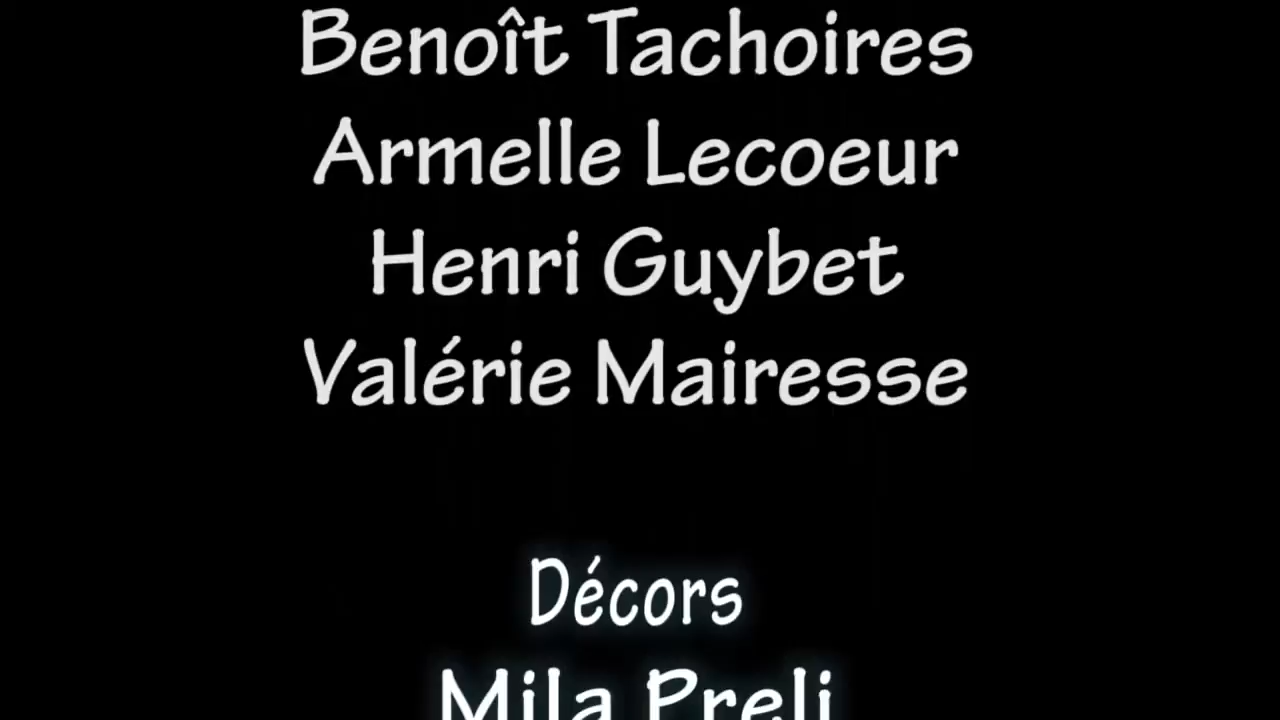 Benoît Tachoires
Armelle Lecoeur
Henri Guybet
Valérie Mairesse
Décors
Mila Preli